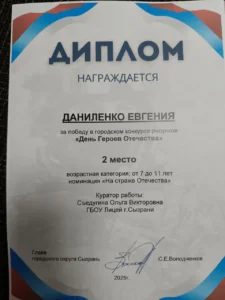 ДИПЛОМ
НАГРАЖДАЕТСЯ
ДАНИЛЕНКО ЕВГЕНИЯ
за победу в городском конкурсе рисунков
«День Героев Отечества»
2 место
возрастная категория: от 7 до 11 лет
номинация «На страже Отечества»
Куратор работы:
Съедугина Ольга Викторовна
ГБОУ Лицей г.Сызрани
Глава
городского округа Сызрань
С.Е.Володченков
2025г.